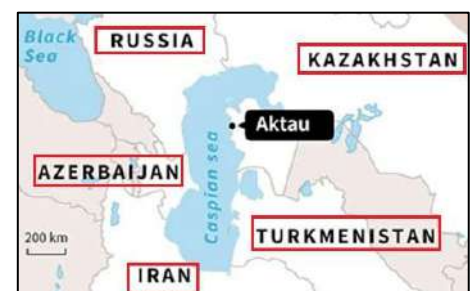 Black
Sea
RUSSIA
KAZAKHSTAN
Aktau
Caspian sea
AZERBAIJAN
TURKMENISTAN
200 km
IRAN